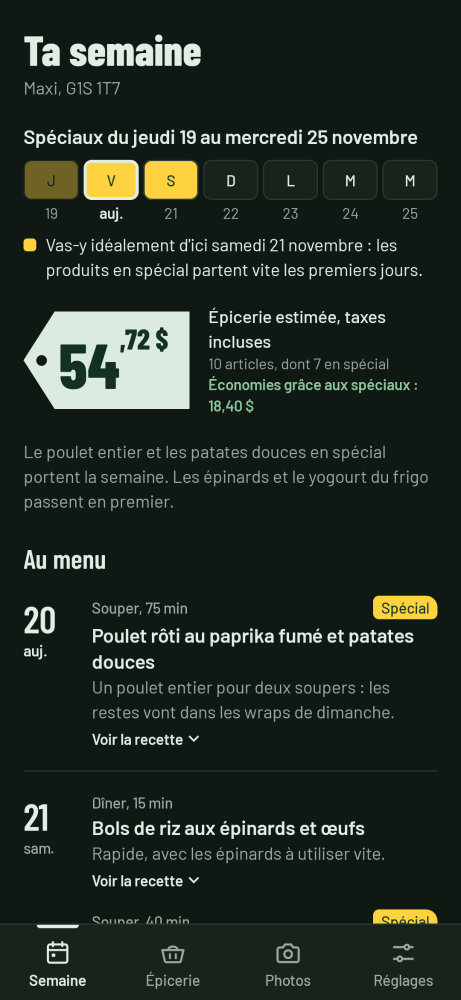 Ta semaine
Maxi, G1S 1T7
Spéciaux du jeudi 19 au mercredi 25 novembre
J V S D L M M
19 auj. 21 22 23 24 25
Vas-y idéalement d'ici samedi 21 novembre : les
produits en spécial partent vite les premiers jours.
54,72 $
Épicerie estimée, taxes
incluses
10 articles, dont 7 en spécial
Économies grâce aux spéciaux :
18,40 $
Le poulet entier et les patates douces en spécial
portent la semaine. Les épinards et le yogourt du frigo
passent en premier.
Au menu
20
auj.
Souper, 75 min
Spécial
Poulet rôti au paprika fumé et patates
douces
Un poulet entier pour deux soupers : les
restes vont dans les wraps de dimanche.
Voir la recette
21
sam.
Dîner, 15 min
Bols de riz aux épinards et œufs
Rapide, avec les épinards à utiliser vite.
Voir la recette
Souper, 40 min
Spécial
Semaine Épicerie Photos Réglages